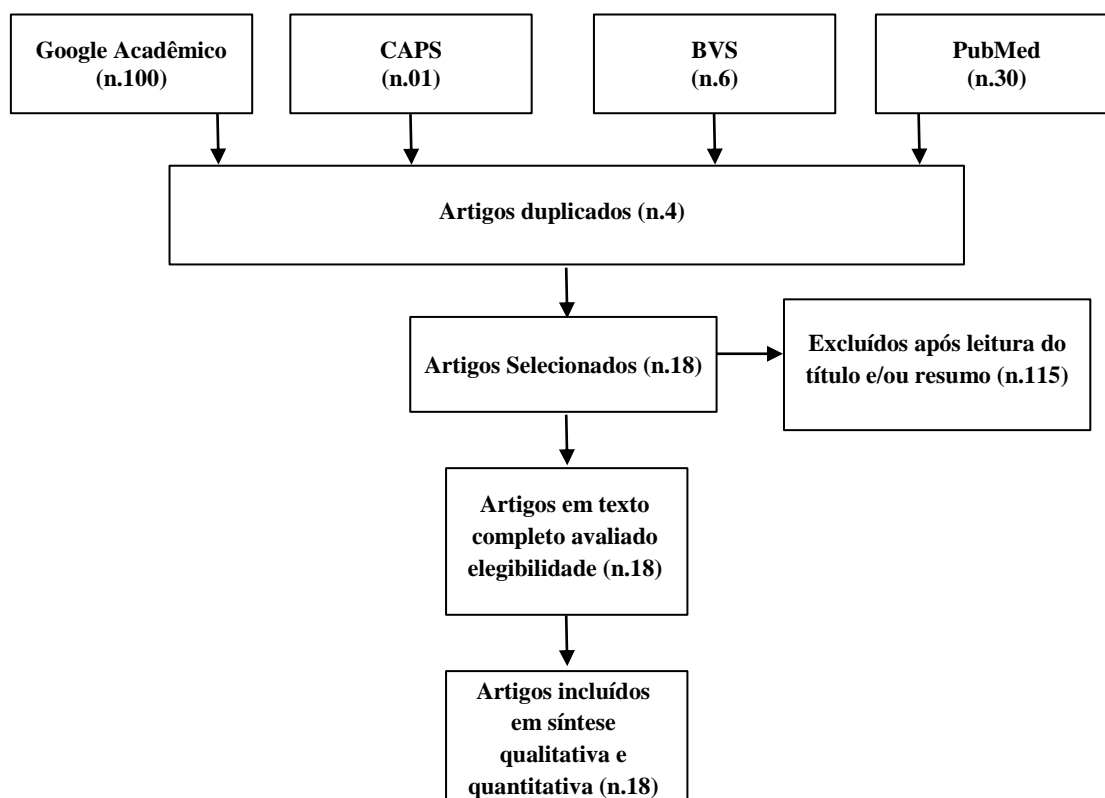 Google Acadêmico
(n.100)
CAPS
(n.01)
BVS
(n.6)
PubMed
(n.30)
Artigos duplicados (n.4)
Artigos Selecionados (n.18)
Excluídos após leitura do
título e/ou resumo (n.115)
Artigos em texto
completo avaliado
elegibilidade (n.18)
Artigos incluídos
em síntese
qualitativa e
quantitativa (n.18)